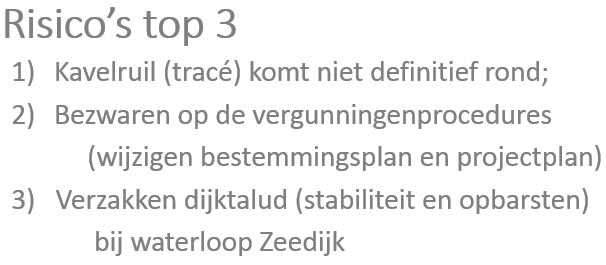 Risico’s top 3
1) Kavelruil (tracé) komt niet definitief rond;
2) Bezwaren op de vergunningenprocedures
(wijzigen bestemmingsplan en projectplan)
3) Verzakken dijktalud (stabiliteit en opbarsten)
bij waterloop Zeedijk